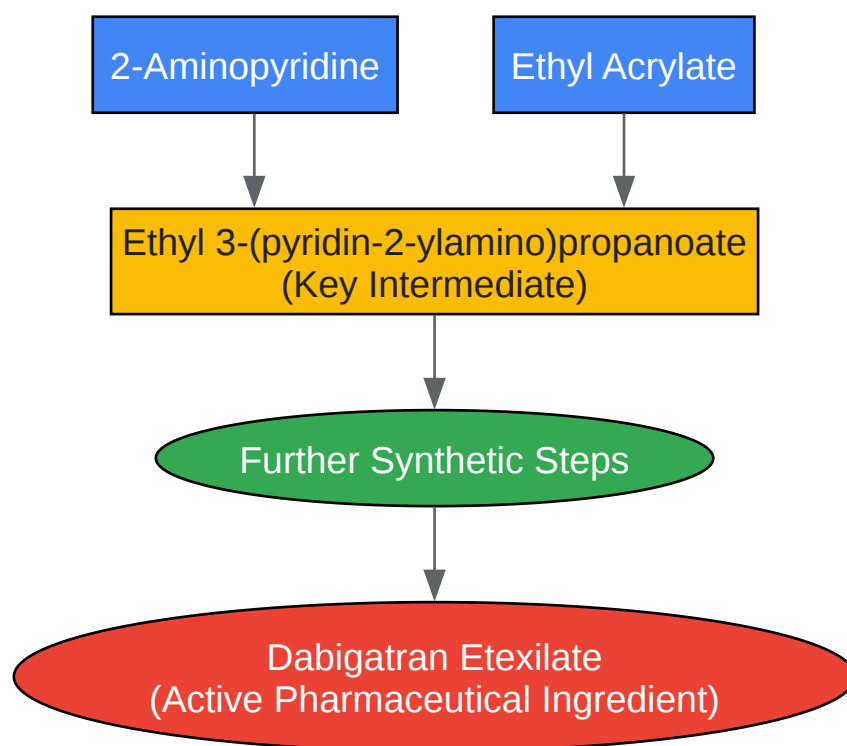 2-Aminopyridine
Ethyl Acrylate
Ethyl 3-(pyridin-2-ylamino)propanoate
(Key Intermediate)
Further Synthetic Steps
Dabigatran Etexilate
(Active Pharmaceutical Ingredient)